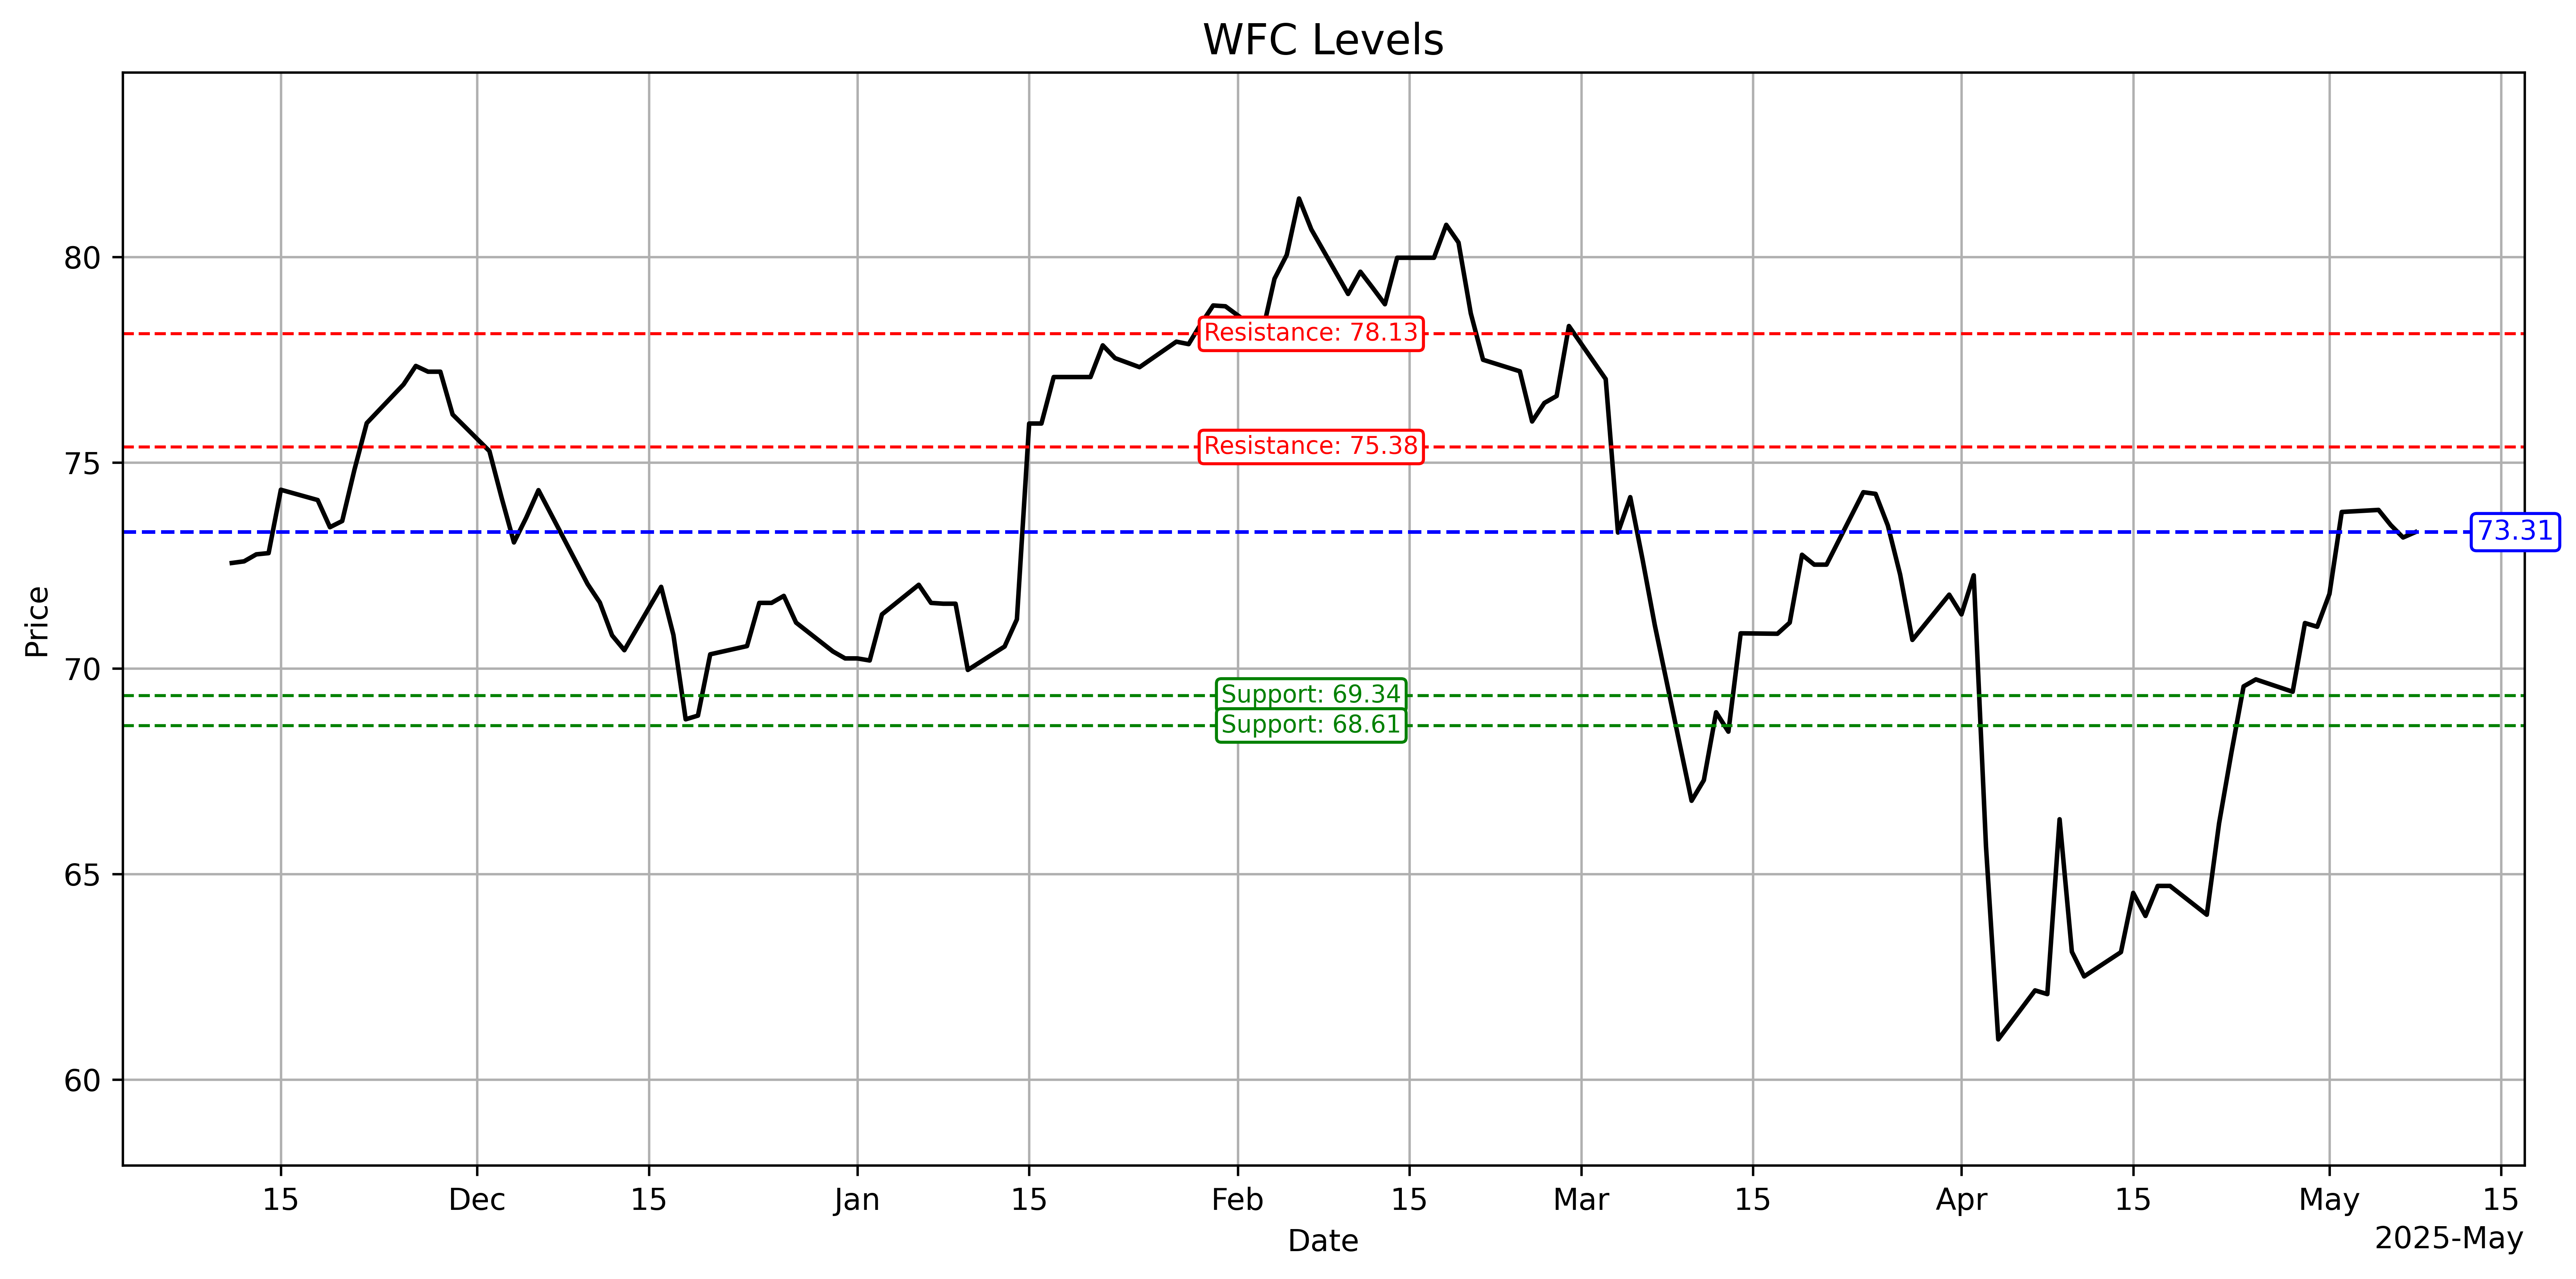 WFC Levels
Price
80
75
70
65
60
Resistance: 78.13
Resistance: 75.38
73.31
Support: 69.34
Support: 68.61
15 Dec 15 Jan 15 Feb 15 Mar 15 Apr 15 May 15
Date
2025-May